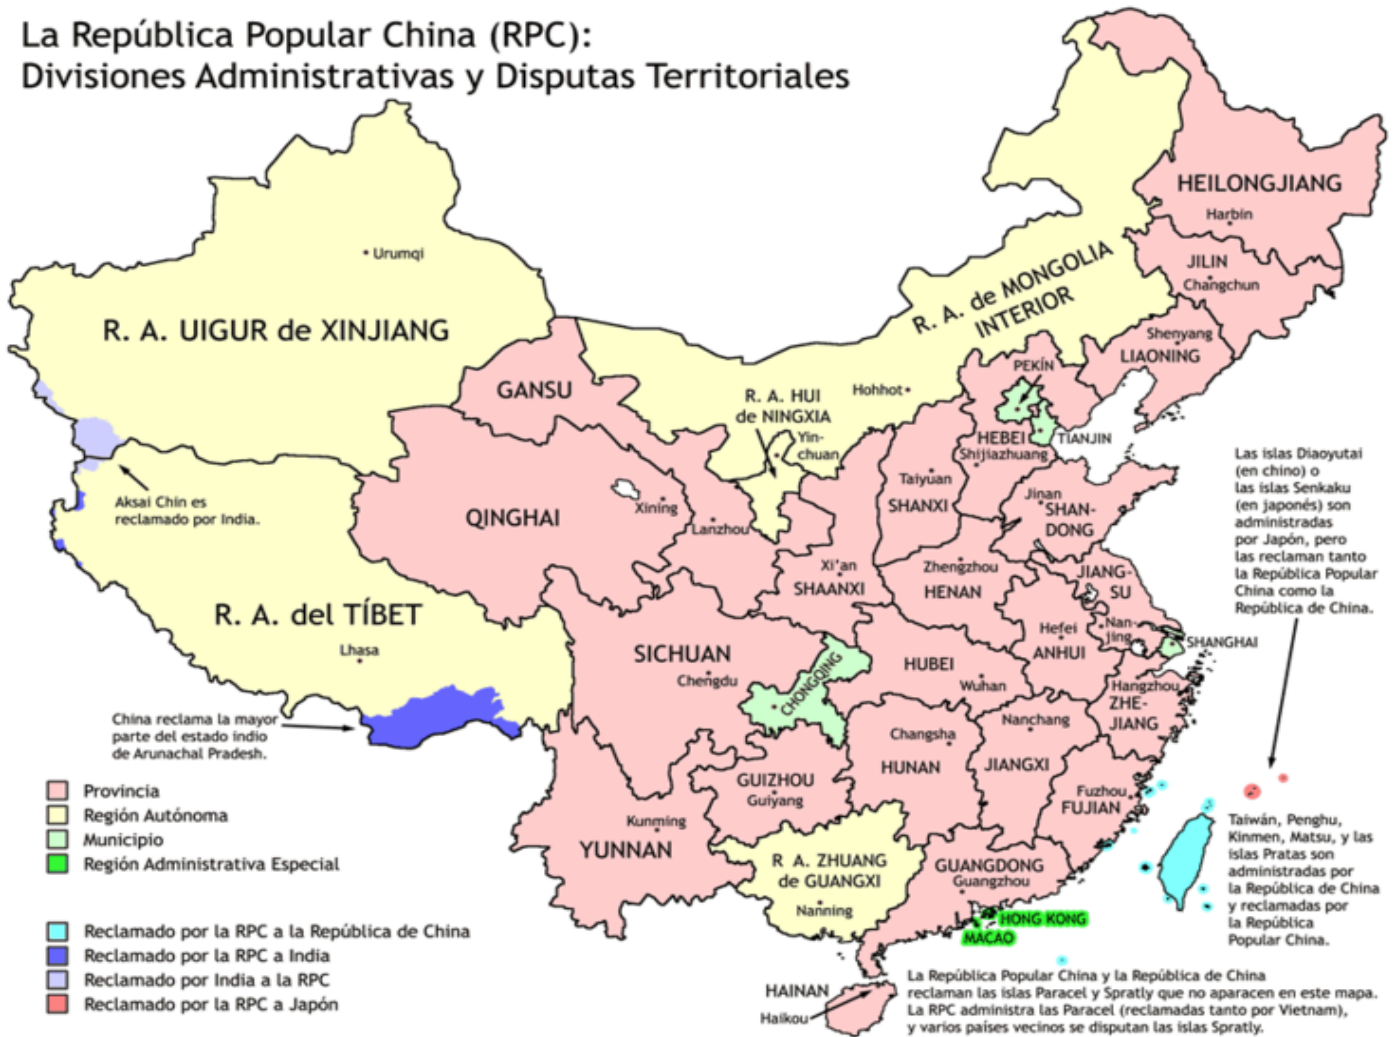 La República Popular China (RPC):
Divisiones Administrativas y Disputas Territoriales
HEILONGJIANG
Harbin
JILIN
Changchun
Urumqi
R. A. UIGUR de XINJIANG
R. A. de MONGOLIA
INTERIOR
Shenyang
LIAONING
PEKÍN
GANSU
R. A. HUI
de NINGXIA
Hohhot
Yin-
chuan
HEBEI
TIANJIN
Shijiazhuang
Taiyuan
SHANXI
Jinan
SHAN-
DONG
Aksai Chin es
reclamado por India.
QINGHAI
Xining
Lanzhou
Las islas Diaoyutai
(en chino) o
las islas Senkaku
(en japonés) son
administradas
por Japón, pero
las reclaman tanto
la República Popular
China como la
República de China.
Xi'an
SHAANXI
Zhengzhou
HENAN
JIANG-
SU
R. A. del TÍBET
Lhasa
Hefei
ANHUI
Nan-
jing
SHANGHAI
SICHUAN
Chengdu
CHONGQING
HUBEI
Wuhan
Hangzhou
ZHE-
JIANG
China reclama la mayor
parte del estado indio
de Arunachal Pradesh.
Changsha
HUNAN
Nanchang
JIANGXI
GUIZHOU
Guiyang
Fuzhou
FUJIAN
Kunming
YUNNAN
R A. ZHUANG
de GUANGXI
Nanning
GUANGDONG
Guangzhou
HONG KONG
MACAO
Taiwán, Penghu,
Kinmen, Matsu, y las
islas Pratas son
administradas por
la República de China
y reclamadas por
la República
Popular China.
HAINAN
Haikou
Provincia
Región Autónoma
Municipio
Región Administrativa Especial
Reclamado por la RPC a la República de China
Reclamado por la RPC a India
Reclamado por India a la RPC
Reclamado por la RPC a Japón
La República Popular China y la República de China
reclaman las islas Paracel y Spratly que no aparacen en este mapa.
La RPC administra las Paracel (reclamadas tanto por Vietnam),
y varios países vecinos se disputan las islas Spratly.